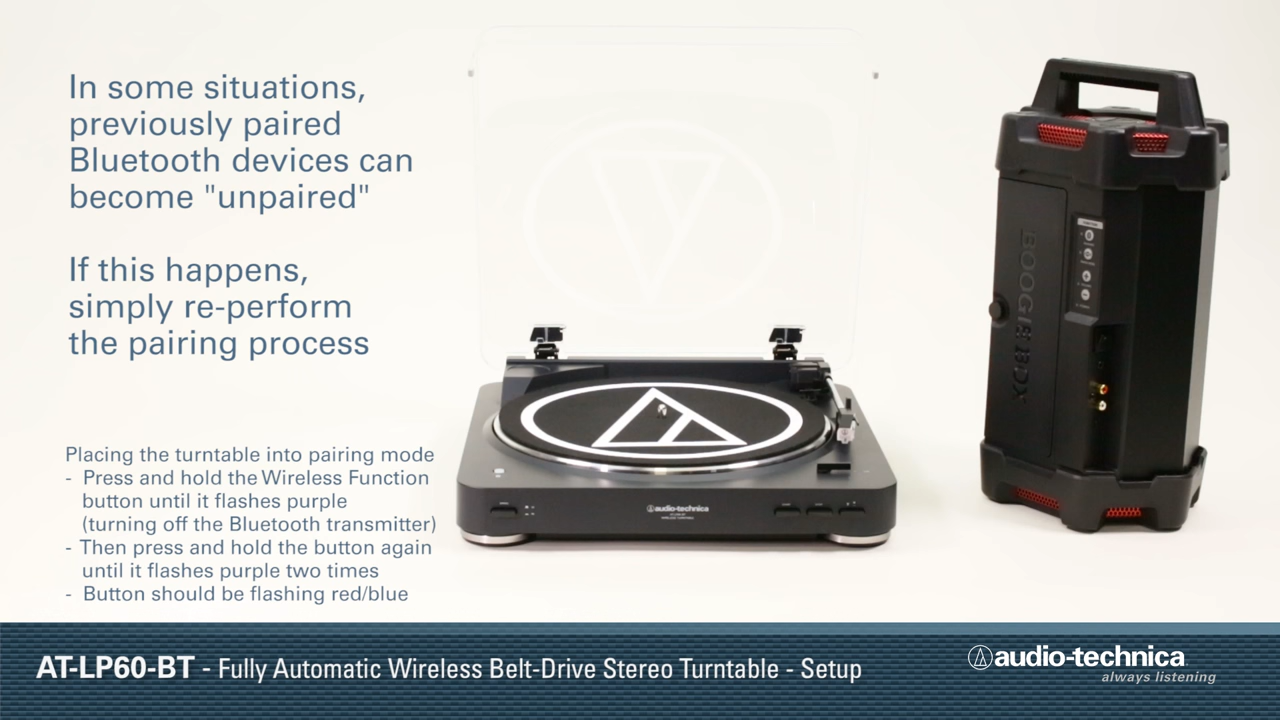 In some situations,
previously paired
Bluetooth devices can
become "unpaired"
If this happens,
simply re-perform
the pairing process
Placing the turntable into pairing mode
- Press and hold the Wireless Function
button until it flashes purple
(turning off the Bluetooth transmitter)
- Then press and hold the button again
until it flashes purple two times
- Button should be flashing red/blue
BOOGIE BOX
audio-technica
AT-LP60-BT - Fully Automatic Wireless Belt-Drive Stereo Turntable - Setup
audio-technica
always listening